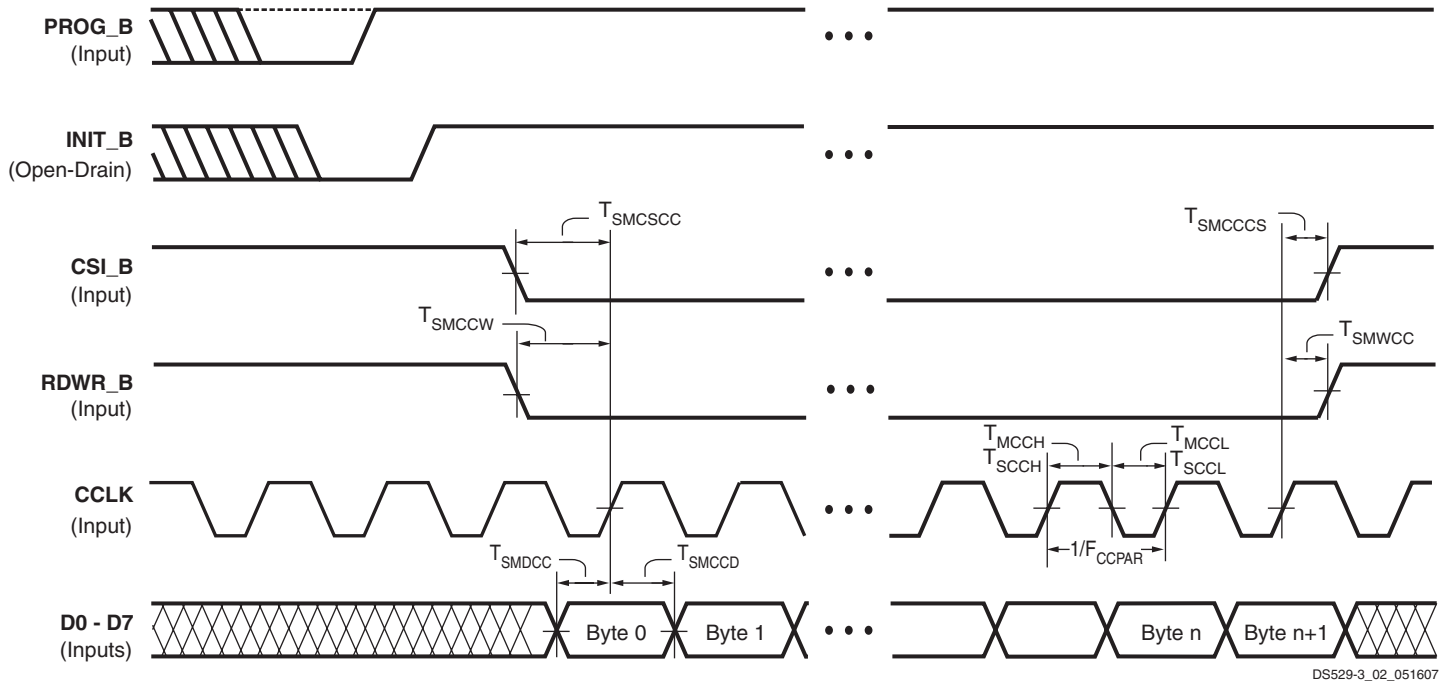 PROG_B
(Input)
INIT_B
(Open-Drain)
T_SMCSCC
T_SMCCCS
CSI_B
(Input)
T_SMCCW
T_SMWCC
RDWR_B
(Input)
T_MCCH
T_SCCH
T_MCCL
T_SCCL
CCLK
(Input)
1/F_CCPAR
T_SMDCC
T_SMCCD
D0 - D7
(Inputs)
Byte 0
Byte 1
Byte n
Byte n+1
DS529-3_02_051607